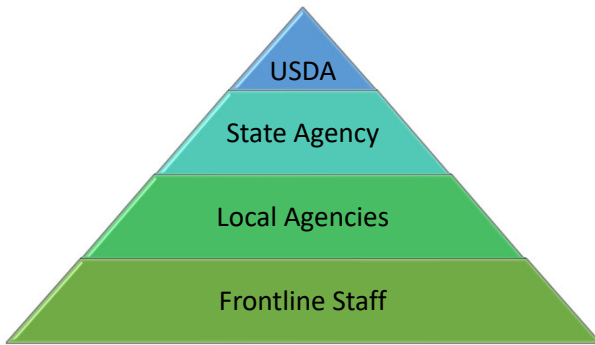 USDA
State Agency
Local Agencies
Frontline Staff